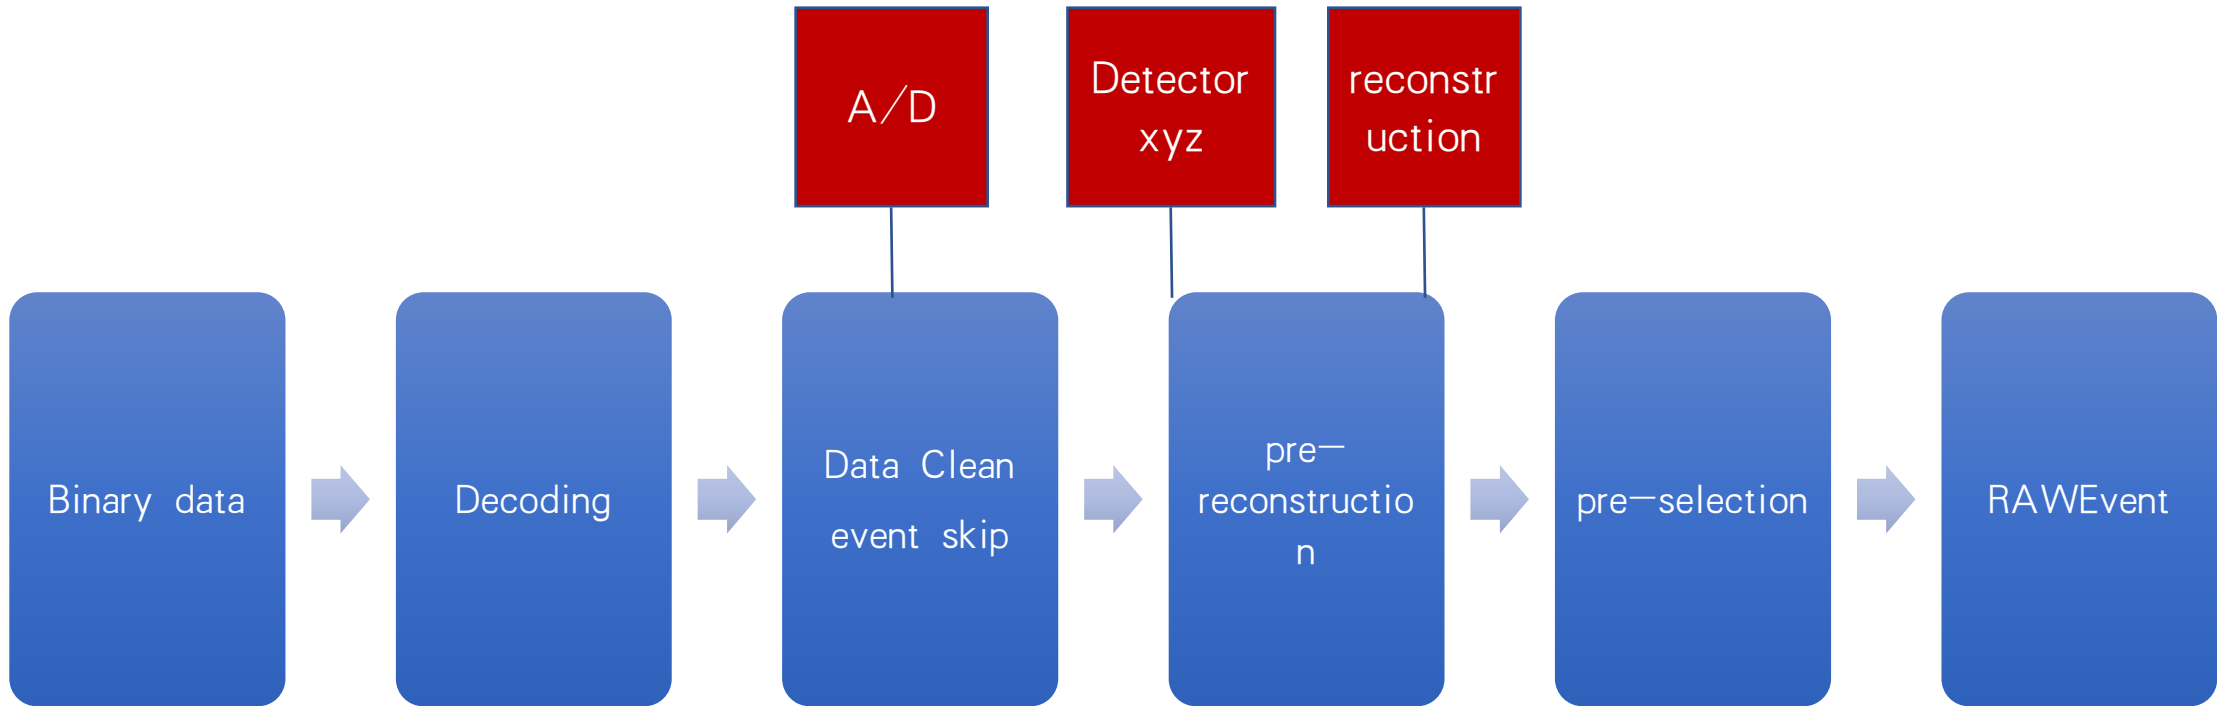 A/D
Detector
xyz
reconstr
uction
Binary data
Decoding
Data Clean
event skip
pre-
reconstructio
n
pre-selection
RAWEvent